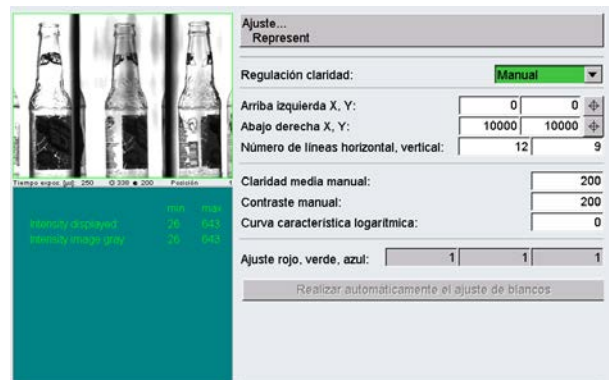 Ajuste...
Represent
Regulación claridad: Manual
Arriba izquierda X, Y: 0 0
Abajo derecha X, Y: 10000 10000
Número de líneas horizontal, vertical: 12 9
Tiempo expos. [µs]: 250 200 Posición
min max
Intensity displayed 26 643
Intensity image gray 26 643
Claridad media manual: 200
Contraste manual: 200
Curva característica logarítmica: 0
Ajuste rojo, verde, azul: 1 1 1
Realizar automáticamente el ajuste de blancos